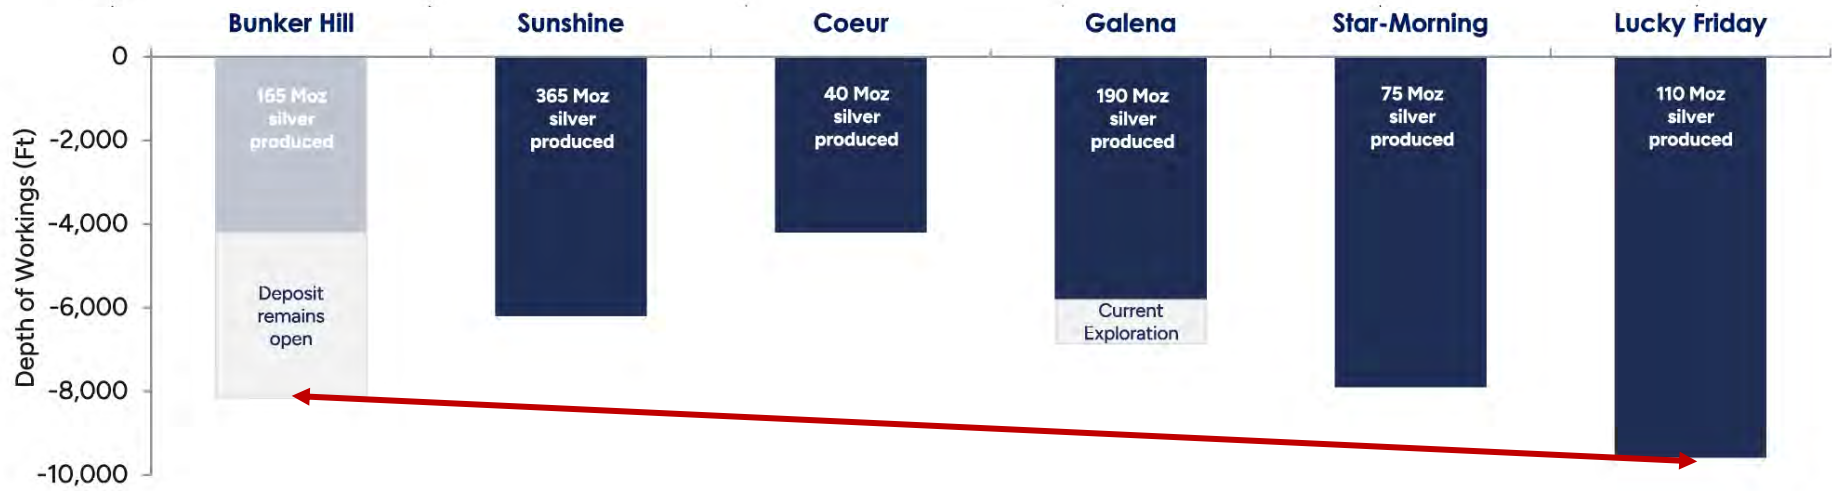 Bunker Hill
Sunshine
Coeur
Galena
Star-Morning
Lucky Friday
Depth of Workings (Ft)
0
-2,000
-4,000
-6,000
-8,000
-10,000
165 Moz
silver
produced
Deposit
remains
open
365 Moz
silver
produced
40 Moz
silver
produced
190 Moz
silver
produced
Current
Exploration
75 Moz
silver
produced
110 Moz
silver
produced